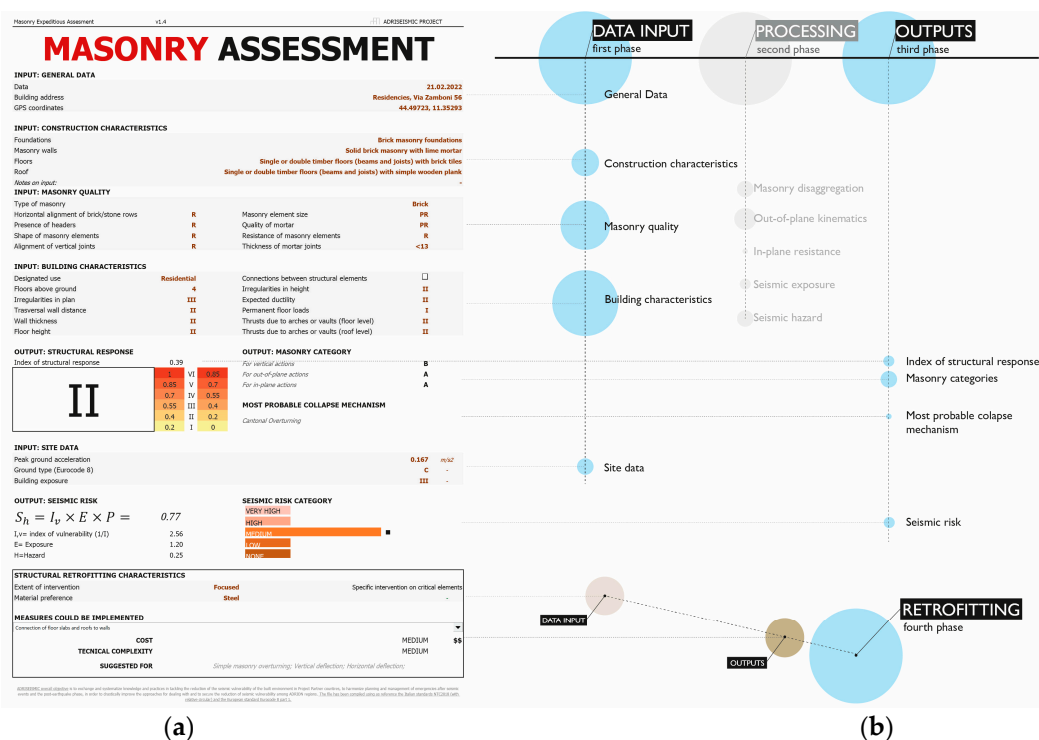 Masonry Expeditious Assesment v1.4 ADRISEISMIC PROJECT
MASONRY ASSESSMENT
INPUT: GENERAL DATA
Data 21.02.2022
Building address Residencies, Via Zamboni 56
GPS coordinates 44.49723, 11.35293
INPUT: CONSTRUCTION CHARACTERISTICS
Foundations Brick masonry foundations
Masonry walls Solid brick masonry with lime mortar
Floors Single or double timber floors (beams and joists) with brick tiles
Roof Single or double timber floors (beams and joists) with simple wooden plank
Notes on input: -
INPUT: MASONRY QUALITY
Type of masonry Brick
Horizontal alignment of brick/stone rows R Masonry element size PR
Presence of headers R Quality of mortar PR
Shape of masonry elements R Resistance of masonry elements R
Alignment of vertical joints R Thickness of mortar joints <13
INPUT: BUILDING CHARACTERISTICS
Designated use Residential Connections between structural elements
Floors above ground 4 Irregularities in height II
Irregularities in plan III Expected ductility II
Trasversal wall distance II Permanent floor loads I
Wall thickness II Thrusts due to arches or vaults (floor level) II
Floor height II Thrusts due to arches or vaults (roof level) II
OUTPUT: STRUCTURAL RESPONSE OUTPUT: MASONRY CATEGORY
Index of structural response 0.39 For vertical actions B
1 VI 0.85 For out-of-plane actions A
0.85 V 0.7 For in-plane actions A
0.7 IV 0.55
II 0.55 III 0.4 MOST PROBABLE COLLAPSE MECHANISM
0.4 II 0.2 Cantonal Overturning
0.2 I 0
INPUT: SITE DATA
Peak ground acceleration 0.167 m/s2
Ground type (Eurocode 8) C -
Building exposure III -
OUTPUT: SEISMIC RISK SEISMIC RISK CATEGORY
VERY HIGH
Sh = Iv × E × P = 0.77 HIGH
I,v= index of vulnerability (1/I) 2.56 MEDIUM
E= Exposure 1.20 LOW
H=Hazard 0.25 NONE
STRUCTURAL RETROFITTING CHARACTERISTICS
Extent of intervention Focused Specific intervention on critical elements
Material preference Steel -
MEASURES COULD BE IMPLEMENTED
Connection of floor slabs and roofs to walls
COST MEDIUM $$
TECNICAL COMPLEXITY MEDIUM
SUGGESTED FOR Simple masonry overturning; Vertical deflection; Horizontal deflection;
(a)
DATA INPUT PROCESSING OUTPUTS
first phase second phase third phase
General Data
Construction characteristics
Masonry disaggregation
Out-of-plane kinematics
Masonry quality
In-plane resistance
Seismic exposure
Building characteristics
Seismic hazard
Index of structural response
Masonry categories
Most probable colapse
mechanism
Site data
Seismic risk
RETROFITTING
fourth phase
DATA INPUT
OUTPUTS
(b)